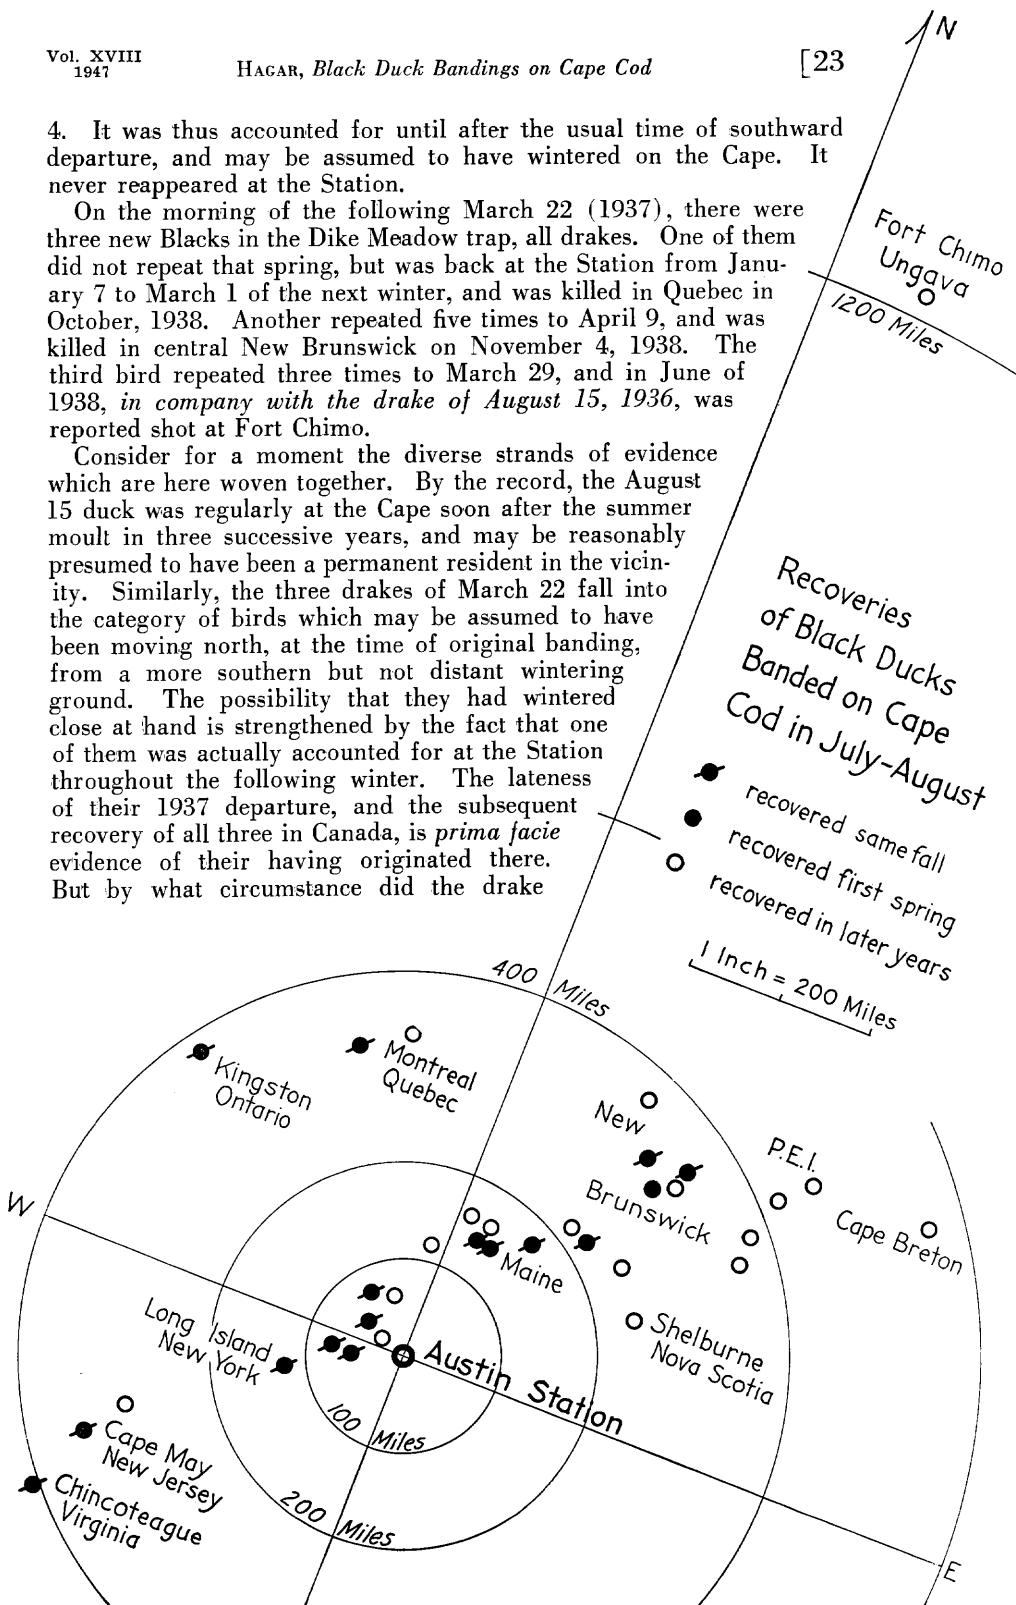 Vol. XVIII
1947
HAGAR, Black Duck Bandings on Cape Cod
[23
4. It was thus accounted for until after the usual time of southward
departure, and may be assumed to have wintered on the Cape. It
never reappeared at the Station.
On the morning of the following March 22 (1937), there were
three new Blacks in the Dike Meadow trap, all drakes. One of them
did not repeat that spring, but was back at the Station from Janu-
ary 7 to March 1 of the next winter, and was killed in Quebec in
October, 1938. Another repeated five times to April 9, and was
killed in central New Brunswick on November 4, 1938. The
third bird repeated three times to March 29, and in June of
1938, in company with the drake of August 15, 1936, was
reported shot at Fort Chimo.
Consider for a moment the diverse strands of evidence
which are here woven together. By the record, the August
15 duck was regularly at the Cape soon after the summer
moult in three successive years, and may be reasonably
presumed to have been a permanent resident in the vicin-
ity. Similarly, the three drakes of March 22 fall into
the category of birds which may be assumed to have
been moving north, at the time of original banding,
from a more southern but not distant wintering
ground. The possibility that they had wintered
close at hand is strengthened by the fact that one
of them was actually accounted for at the Station
throughout the following winter. The lateness
of their 1937 departure, and the subsequent
recovery of all three in Canada, is prima facie
evidence of their having originated there.
But by what circumstance did the drake
N
Fort Chimo
Ungava
1200 Miles
Recoveries
of Black Ducks
Banded on Cape
Cod in July-August
recovered same fall
recovered first spring
recovered in later years
1 Inch = 200 Miles
400 Miles
Kingston
Ontario
Montreal
Quebec
New
Brunswick
P.E.I.
Cape Breton
W
Maine
Long Island
New York
Austin Station
Shelburne
Nova Scotia
100 Miles
Cape May
New Jersey
Chincoteague
Virginia
200 Miles
E